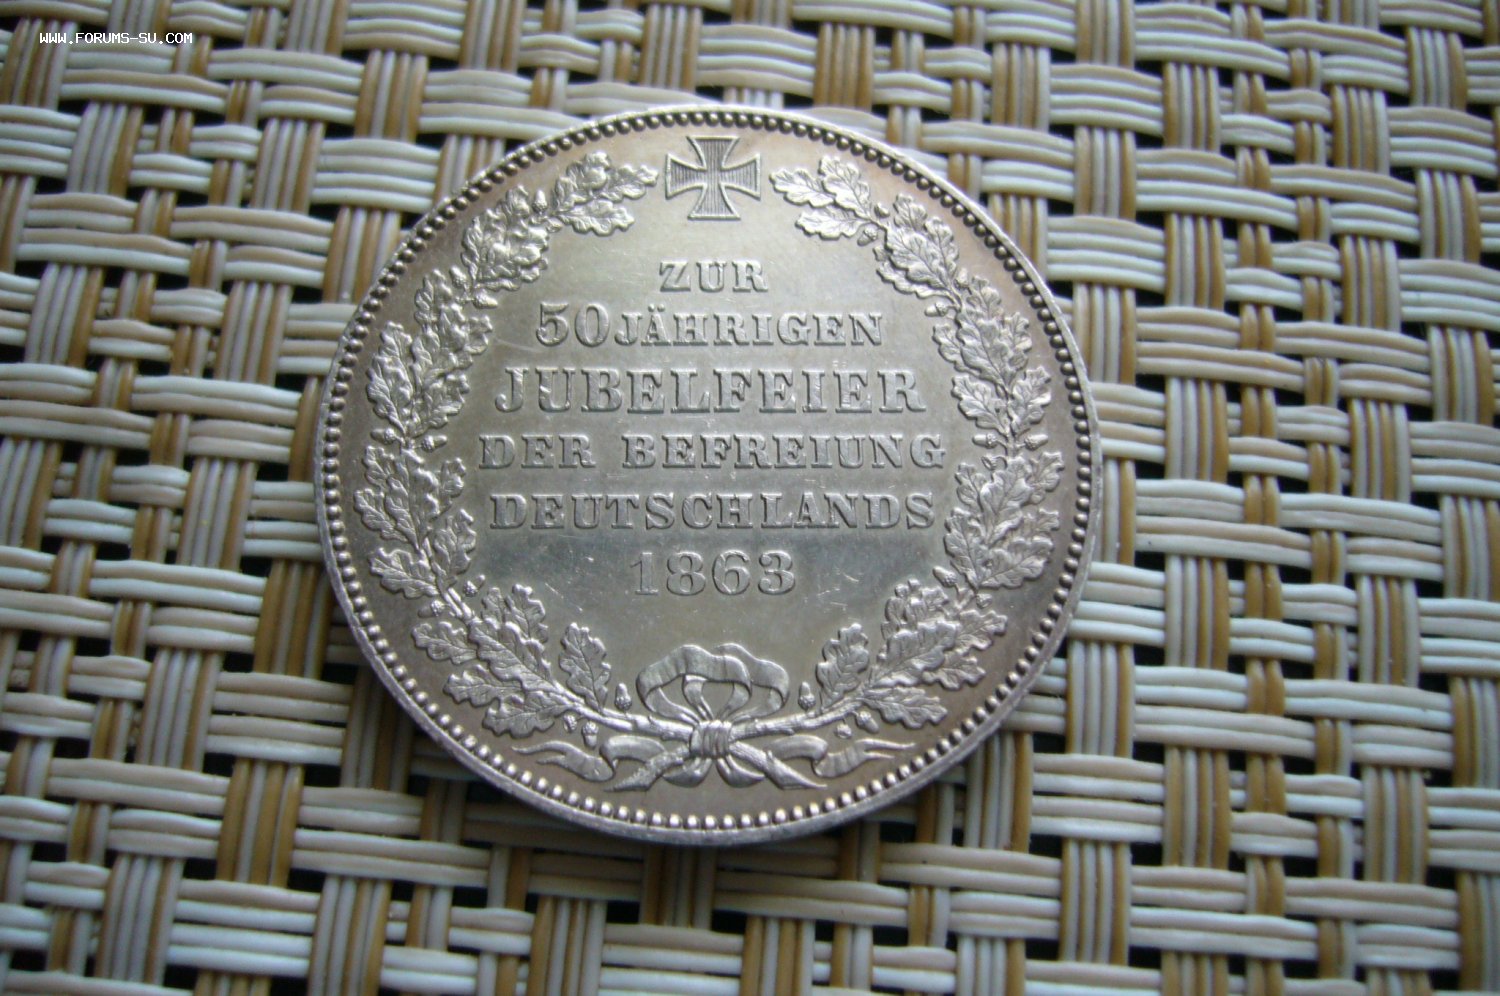 WWW.FORUMS-SU.COM
ZUR
50JÄHRIGEN
JUBELFEIER
DER BEFREIUNG
DEUTSCHLANDS
1863